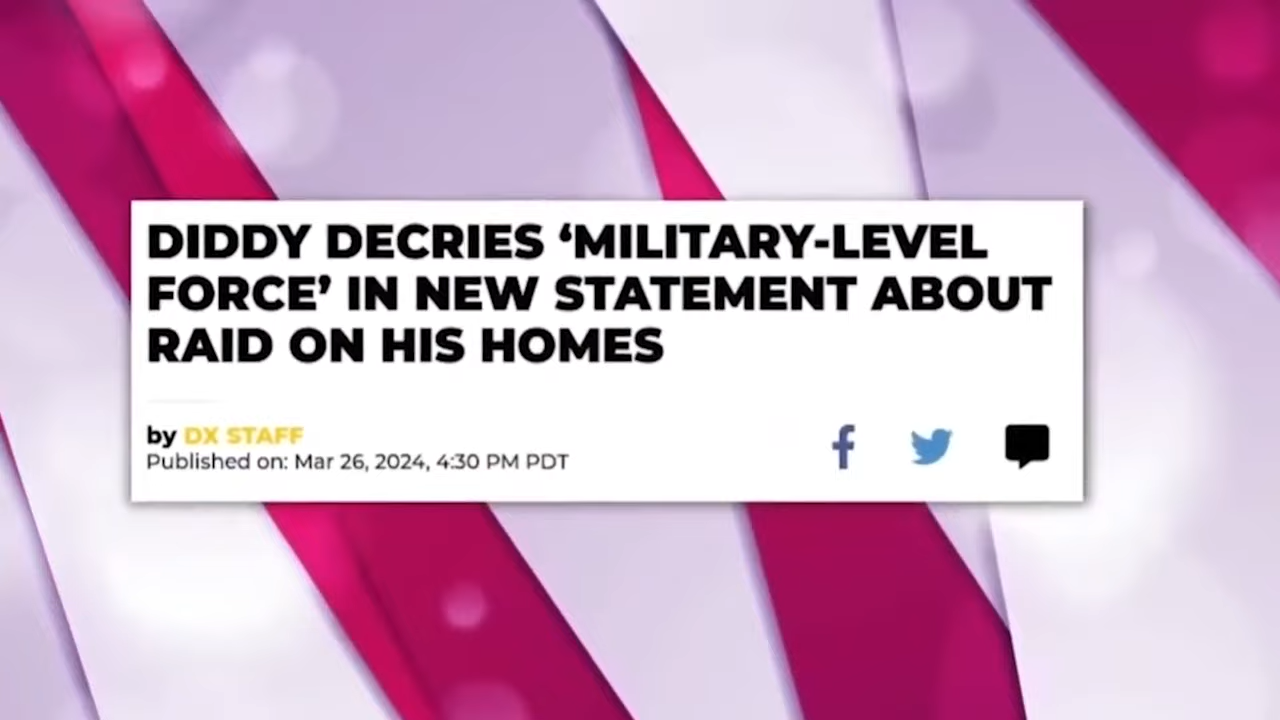 DIDDY DECRIES ‘MILITARY-LEVEL
FORCE’ IN NEW STATEMENT ABOUT
RAID ON HIS HOMES
by DX STAFF
Published on: Mar 26, 2024, 4:30 PM PDT